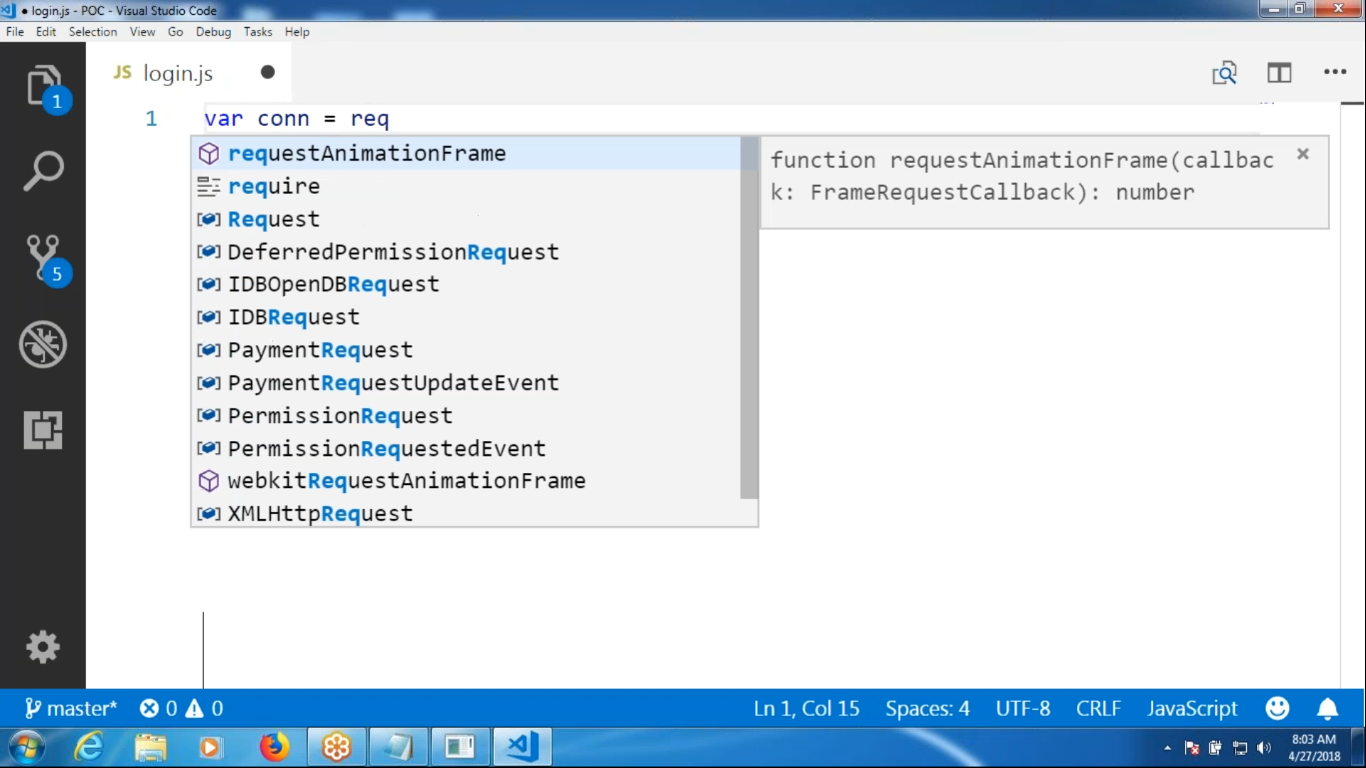 ● login.js - POC - Visual Studio Code
File Edit Selection View Go Debug Tasks Help
JS login.js ●
1
1 var conn = req
requestAnimationFrame
function requestAnimationFrame(callbac
k: FrameRequestCallback): number
require
Request
DeferredPermissionRequest
5
IDBOpenDBRequest
IDBRequest
PaymentRequest
PaymentRequestUpdateEvent
PermissionRequest
PermissionRequestedEvent
webkitRequestAnimationFrame
XMLHttpRequest
master* 0 0 Ln 1, Col 15 Spaces: 4 UTF-8 CRLF JavaScript
8:03 AM
4/27/2018